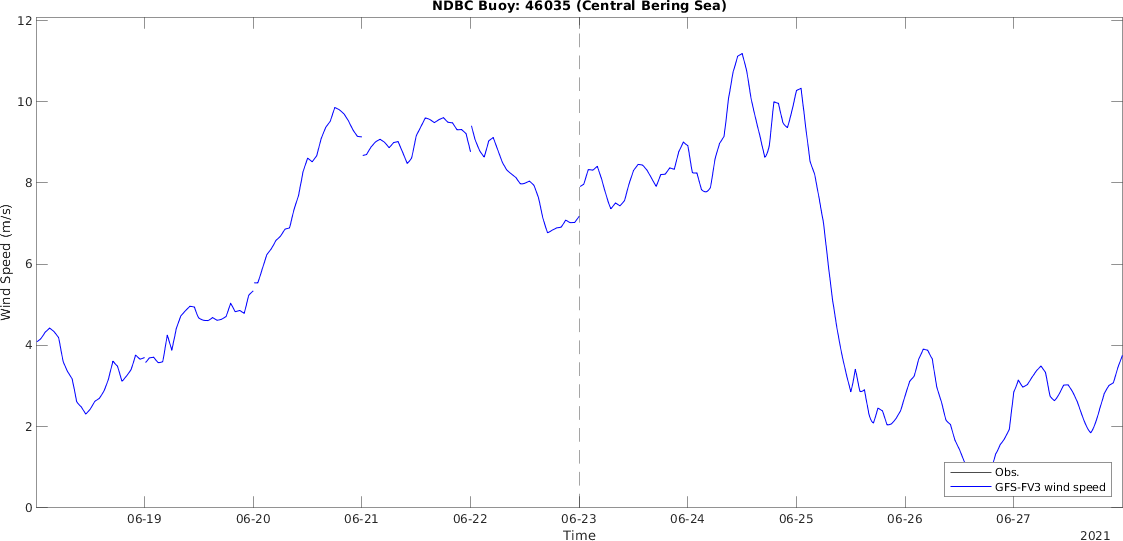 NDBC Buoy: 46035 (Central Bering Sea)
12
10
8
6
4
2
0
Wind Speed (m/s)
06-19 06-20 06-21 06-22 06-23 06-24 06-25 06-26 06-27
Time
2021
Obs.
GFS-FV3 wind speed